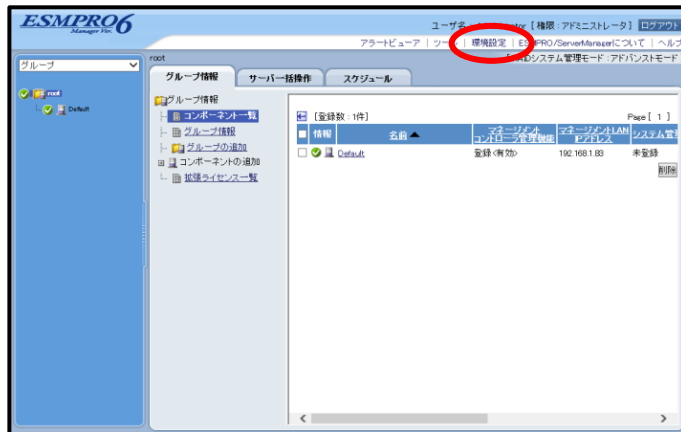 ESMPRO6
Manager Ver.
ユーザ名 tor [ 権限:アドミニストレータ ] ログアウト
アラートビューア | ツール | 環境設定 | ESMPRO/ServerManagerについて | ヘルプ
グループ
root
システム管理モード:アドバンストモード
グループ情報 サーバー括操作 スケジュール
root
Default
グループ情報
コンポーネント一覧
グループ情報
グループの追加
コンポーネントの追加
拡張ライセンス一覧
[登録数:1件] Page [ 1 ]
情報 名前▲ マネージメントコントローラ管理機能 マネージメントLAN IPアドレス システム管
Default 登録<有効> 192.168.1.83 未登録
削除